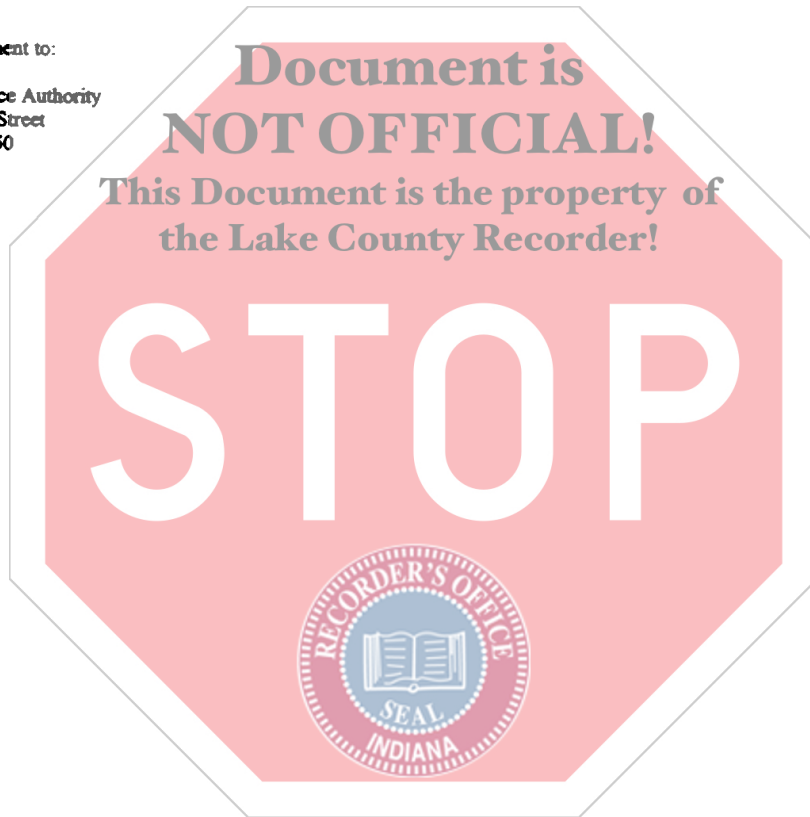 ent to:
ce Authority
Street
50
Document is
NOT OFFICIAL!
This Document is the property of
the Lake County Recorder!
STOP
RECORDER'S OFFICE
SEAL
INDIANA